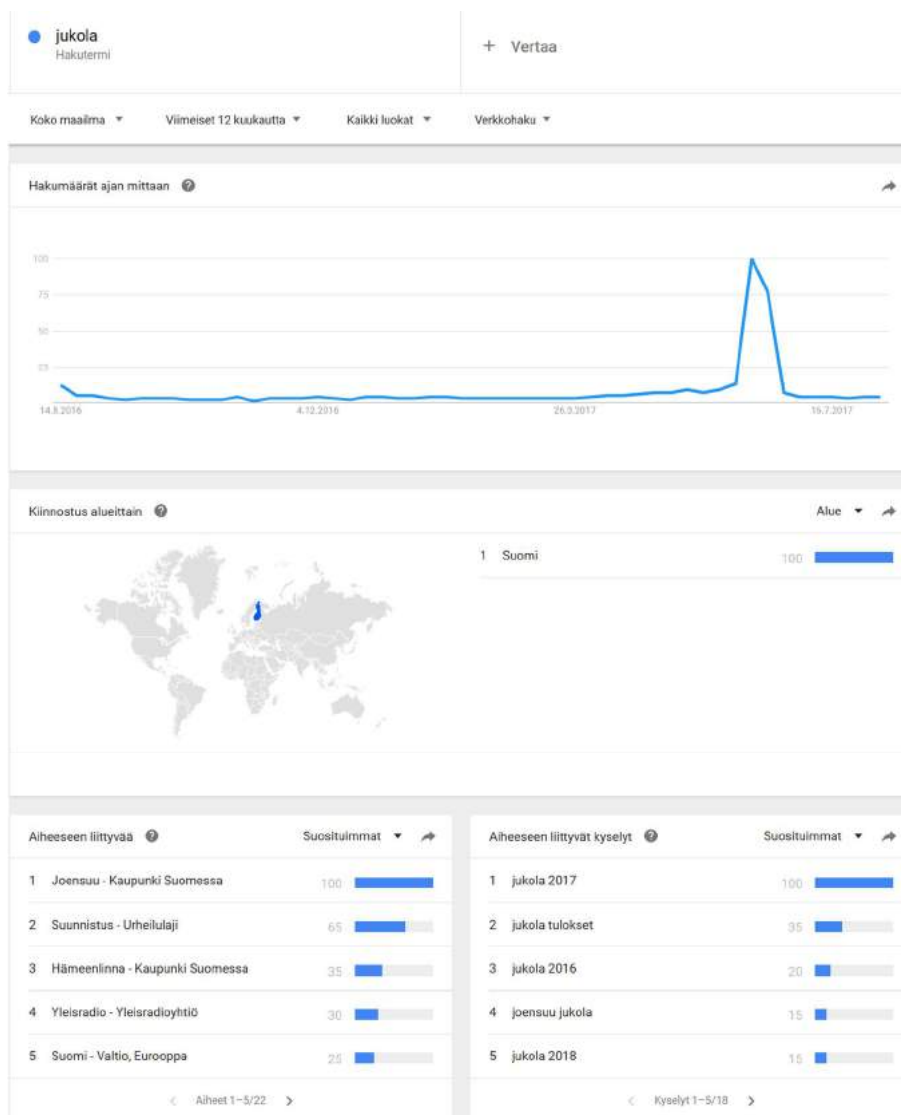 jukola
Hakutermi
+ Vertaa
Koko maailma Viimeiset 12 kuukautta Kaikki luokat Verkkohaku
Hakumäärät ajan mittaan
100
75
50
25
14.8.2016 4.12.2016 26.3.2017 16.7.2017
Kiinnostus alueittain Alue
1 Suomi 100
Aiheeseen liittyvää Suosituimmat
1 Joensuu - Kaupunki Suomessa 100
2 Suunnistus - Urheilulaji 65
3 Hämeenlinna - Kaupunki Suomessa 35
4 Yleisradio - Yleisradioyhtiö 30
5 Suomi - Valtio, Eurooppa 25
Aiheet 1–5/22
Aiheeseen liittyvät kyselyt Suosituimmat
1 jukola 2017 100
2 jukola tulokset 35
3 jukola 2016 20
4 joensuu jukola 15
5 jukola 2018 15
Kyselyt 1–5/18